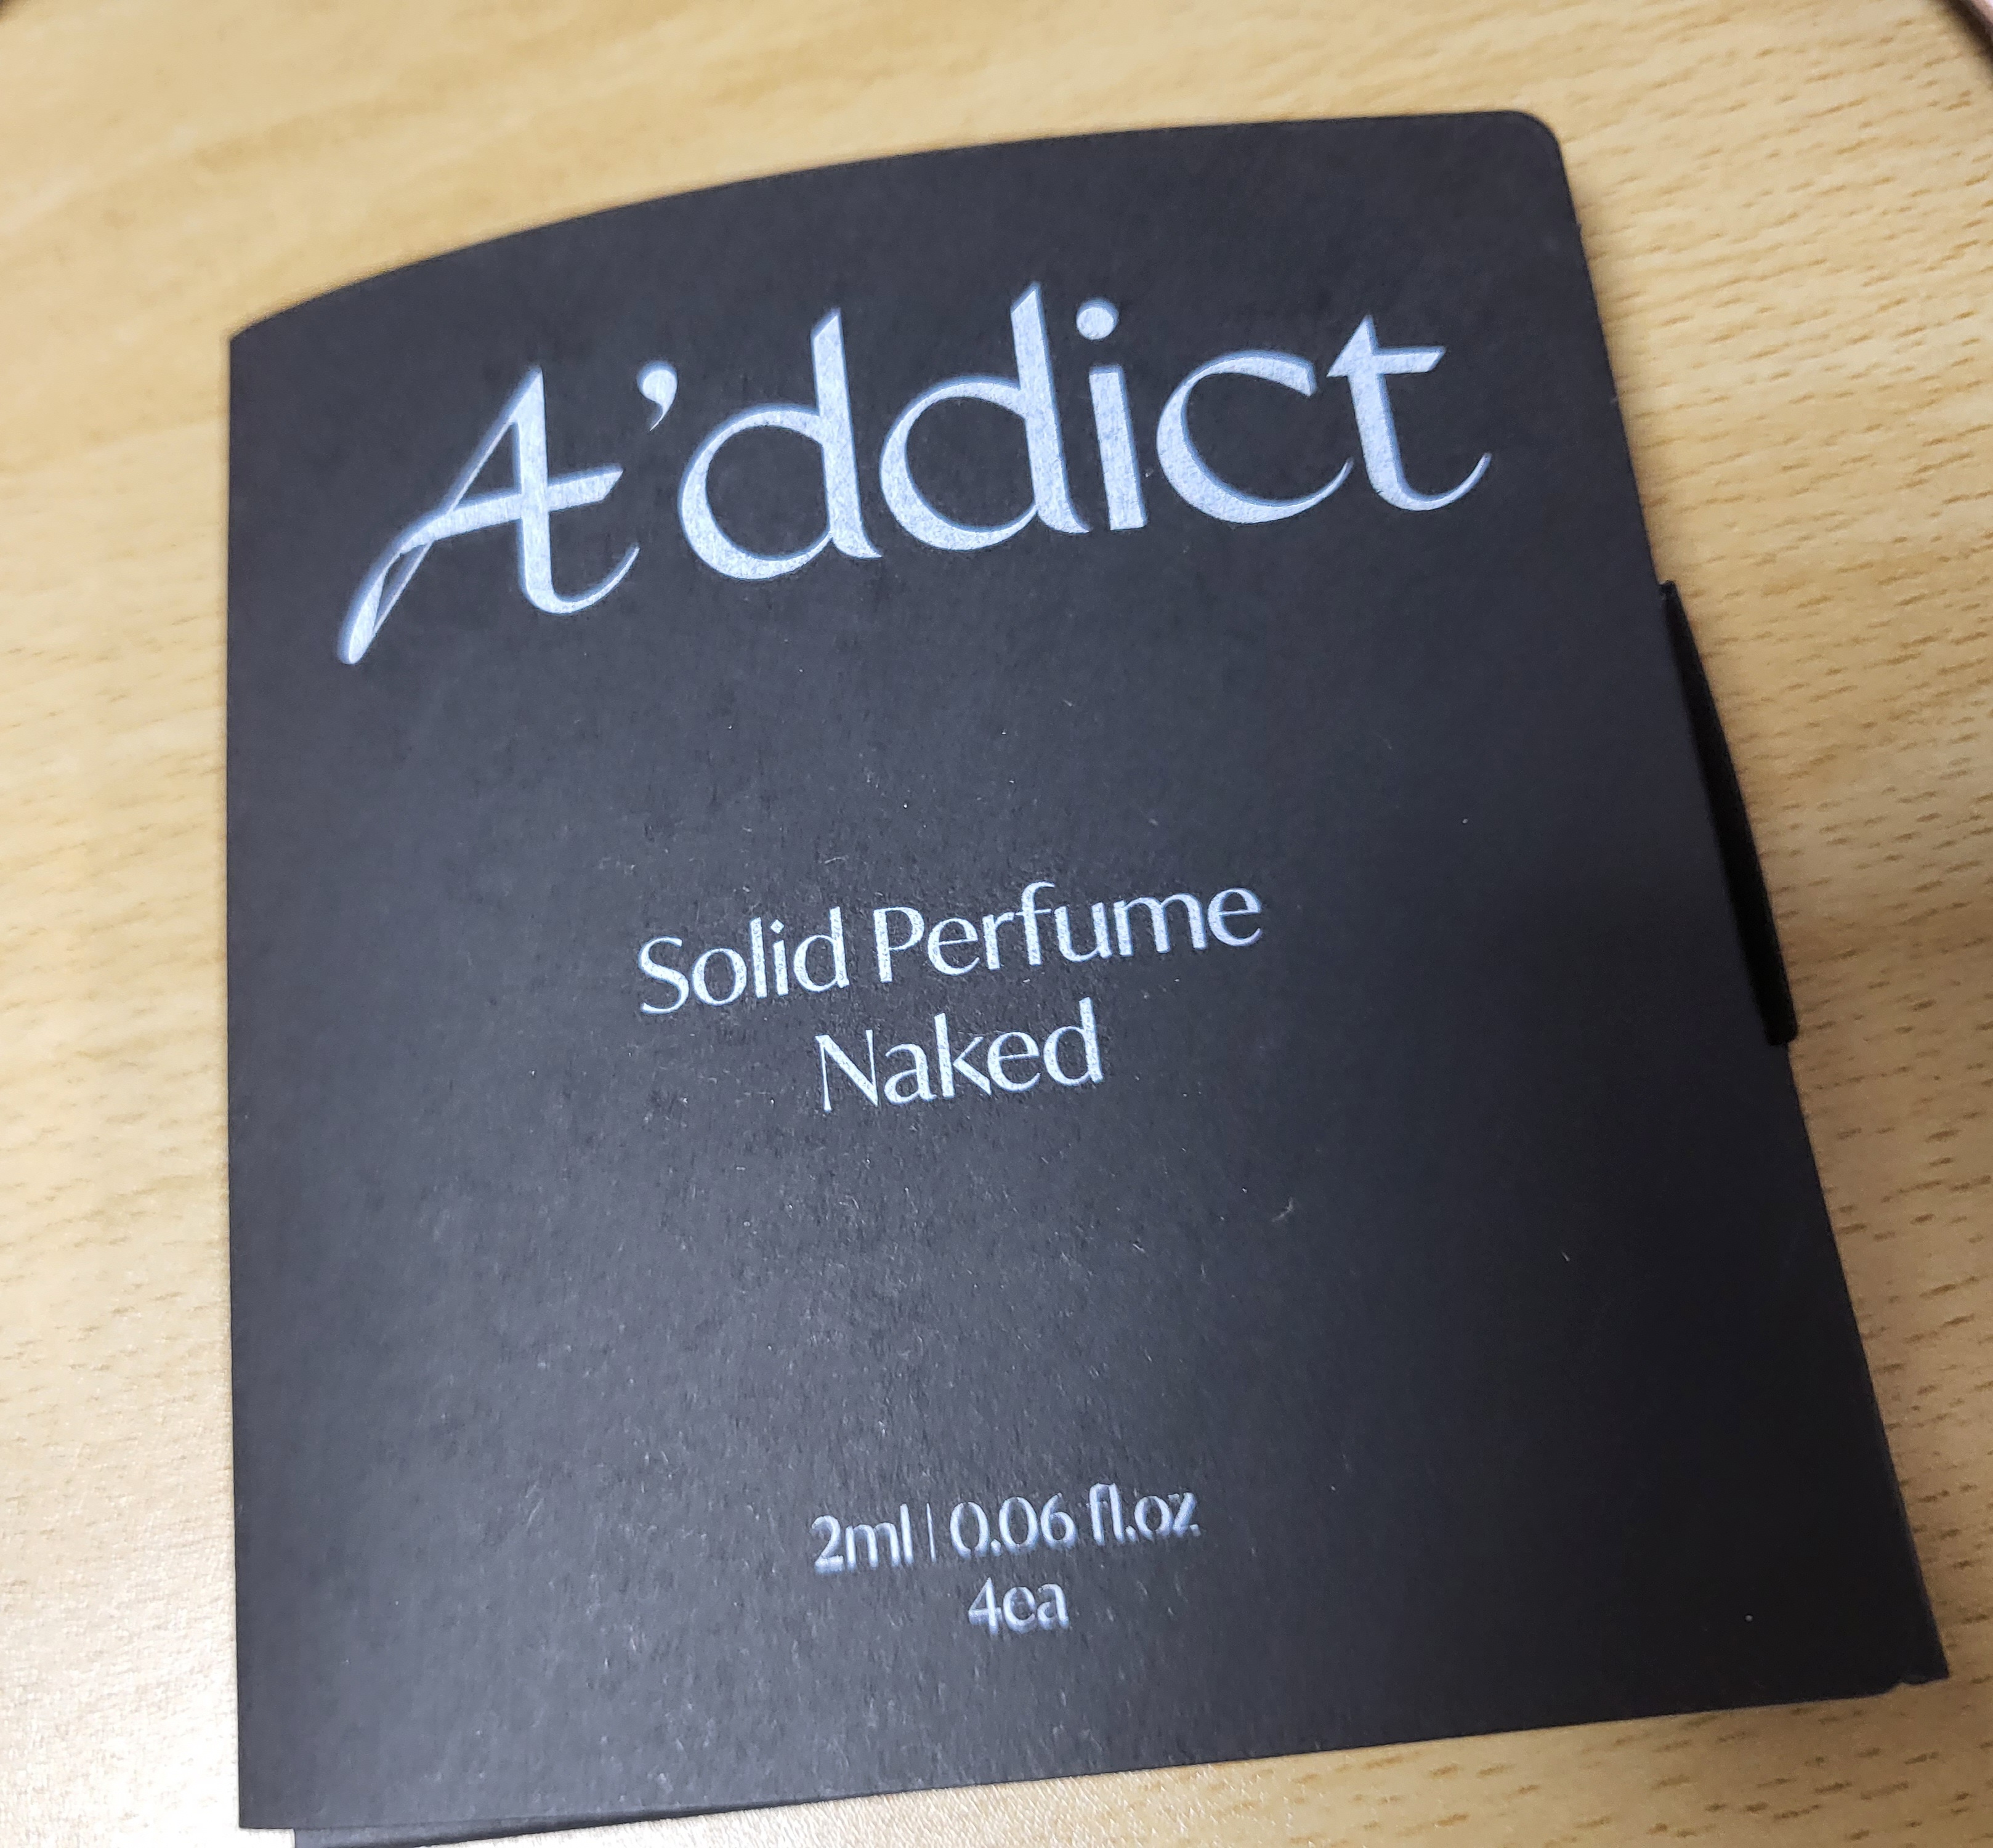 A'ddict
Solid Perfume
Naked
2ml | 0.06 fl.oz
4ea